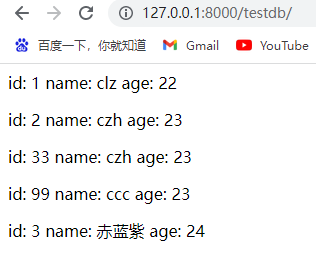 127.0.0.1:8000/testdb/
百度一下，你就知道 Gmail YouTube
id: 1 name: clz age: 22
id: 2 name: czh age: 23
id: 33 name: czh age: 23
id: 99 name: ccc age: 23
id: 3 name: 赤蓝紫 age: 24